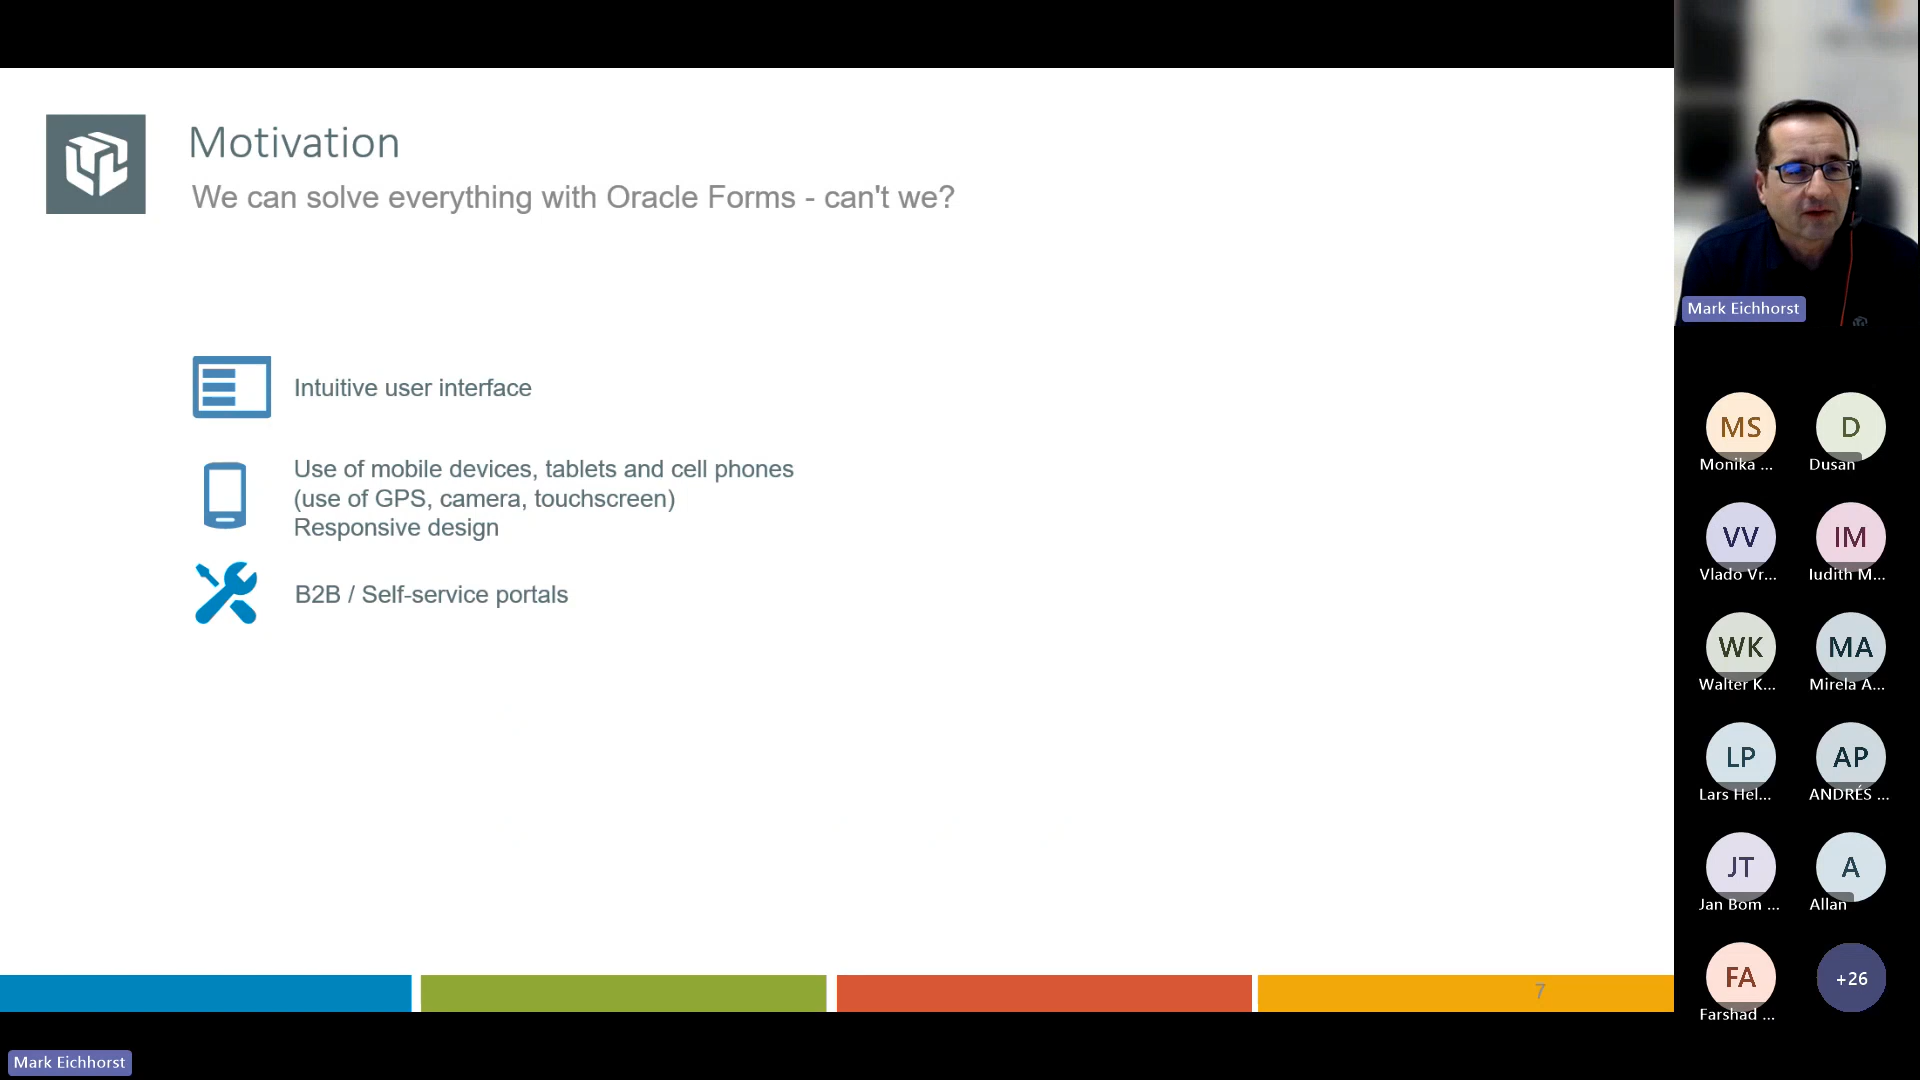 Motivation
We can solve everything with Oracle Forms - can't we?
Intuitive user interface
Use of mobile devices, tablets and cell phones
(use of GPS, camera, touchscreen)
Responsive design
B2B / Self-service portals
7
Mark Eichhorst
Mark Eichhorst
MS
D
Monika ...
Dusan
VV
IM
Vlado Vr...
Iudith M...
WK
MA
Walter K...
Mirela A...
LP
AP
Lars Hel...
ANDRÉS ...
JT
A
Jan Bom ...
Allan
FA
+26
Farshad ...